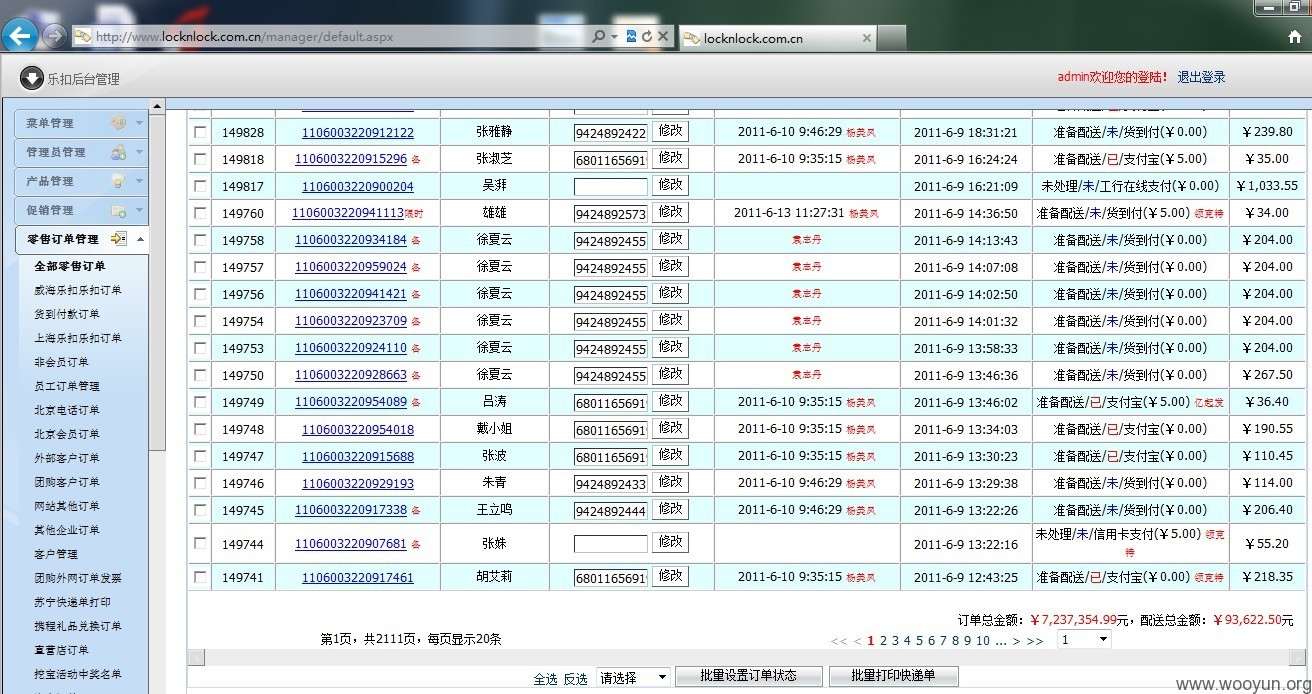 http://www.locknlock.com.cn/manager/default.aspx
locknlock.com.cn
乐扣后台管理
admin欢迎您的登陆! 退出登录
菜单管理
管理员管理
产品管理
促销管理
零售订单管理
全部零售订单
威海乐扣乐扣订单
货到付款订单
上海乐扣乐扣订单
非会员订单
员工订单管理
北京电话订单
北京会员订单
外部客户订单
团购客户订单
网站其他订单
其他企业订单
客户管理
团购外网订单发票
苏宁快递单打印
携程礼品兑换订单
直营店订单
挖宝活动中奖名单
149828 1106003220912122 张雅静 9424892422 修改 2011-6-10 9:46:29 杨美凤 2011-6-9 18:31:21 准备配送/未/货到付(¥0.00) ¥239.80
149818 1106003220915296 备 张淑芝 6801165691 修改 2011-6-10 9:35:15 杨美凤 2011-6-9 16:24:24 准备配送/已/支付宝(¥5.00) ¥35.00
149817 1106003220900204 吴湃 修改 2011-6-9 16:21:09 未处理/未/工行在线支付(¥0.00) ¥1,033.55
149760 1106003220941113限时 雄雄 9424892573 修改 2011-6-13 11:27:31 杨美凤 2011-6-9 14:36:50 准备配送/未/货到付(¥5.00) 领克特 ¥34.00
149758 1106003220934184 备 徐夏云 9424892455 修改 袁志丹 2011-6-9 14:13:43 准备配送/未/货到付(¥0.00) ¥204.00
149757 1106003220959024 备 徐夏云 9424892455 修改 袁志丹 2011-6-9 14:07:08 准备配送/未/货到付(¥0.00) ¥204.00
149756 1106003220941421 备 徐夏云 9424892455 修改 袁志丹 2011-6-9 14:02:50 准备配送/未/货到付(¥0.00) ¥204.00
149754 1106003220923709 备 徐夏云 9424892455 修改 袁志丹 2011-6-9 14:01:32 准备配送/未/货到付(¥0.00) ¥204.00
149753 1106003220924110 备 徐夏云 9424892455 修改 袁志丹 2011-6-9 13:58:33 准备配送/未/货到付(¥0.00) ¥204.00
149750 1106003220928663 备 徐夏云 9424892455 修改 袁志丹 2011-6-9 13:46:36 准备配送/未/货到付(¥0.00) ¥267.50
149749 1106003220954089 备 吕涛 6801165691 修改 2011-6-10 9:35:15 杨美凤 2011-6-9 13:46:02 准备配送/已/支付宝(¥5.00) 亿起发 ¥36.40
149748 1106003220954018 戴小姐 6801165691 修改 2011-6-10 9:35:15 杨美凤 2011-6-9 13:34:03 准备配送/已/支付宝(¥0.00) ¥190.55
149747 1106003220915688 张波 6801165691 修改 2011-6-10 9:35:15 杨美凤 2011-6-9 13:30:23 准备配送/已/支付宝(¥0.00) ¥110.45
149746 1106003220929193 朱青 9424892433 修改 2011-6-10 9:46:29 杨美凤 2011-6-9 13:29:38 准备配送/未/货到付(¥0.00) ¥114.00
149745 1106003220917338 备 王立鸣 9424892444 修改 2011-6-10 9:46:29 杨美凤 2011-6-9 13:22:26 准备配送/未/货到付(¥0.00) ¥206.40
149744 1106003220907681 备 张姝 修改 2011-6-9 13:22:16 未处理/未/信用卡支付(¥5.00) 领克特 ¥55.20
149741 1106003220917461 胡艾莉 6801165691 修改 2011-6-10 9:35:15 杨美凤 2011-6-9 12:43:25 准备配送/已/支付宝(¥0.00) 领克特 ¥218.35
订单总金额:¥7,237,354.99元,配送总金额:¥93,622.50元
第1页,共2111页,每页显示20条
<< < 1 2 3 4 5 6 7 8 9 10 ... > >> 1
全选 反选 请选择 批量设置订单状态 批量打印快递单
www.wooyun.org